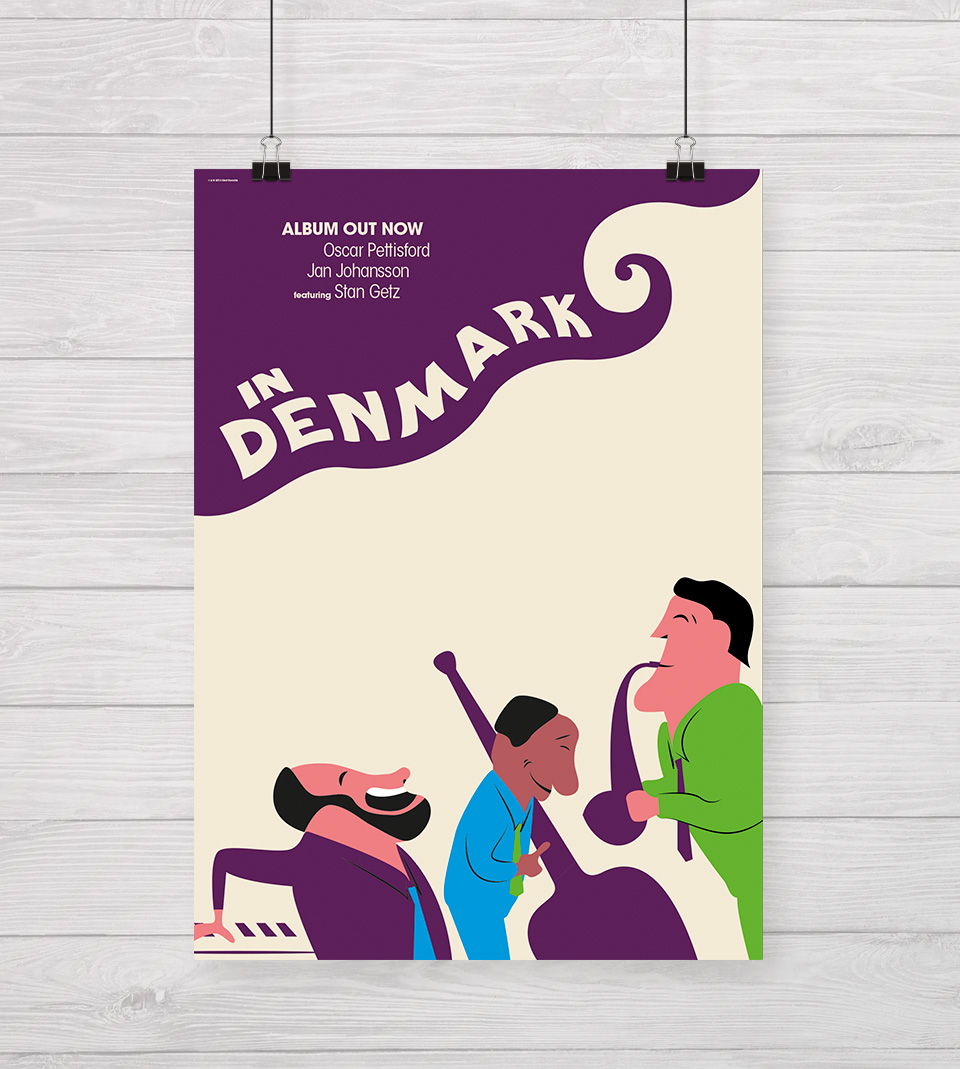 ALBUM OUT NOW
Oscar Pettisford
Jan Johansson
featuring Stan Getz
IN
DENMARK